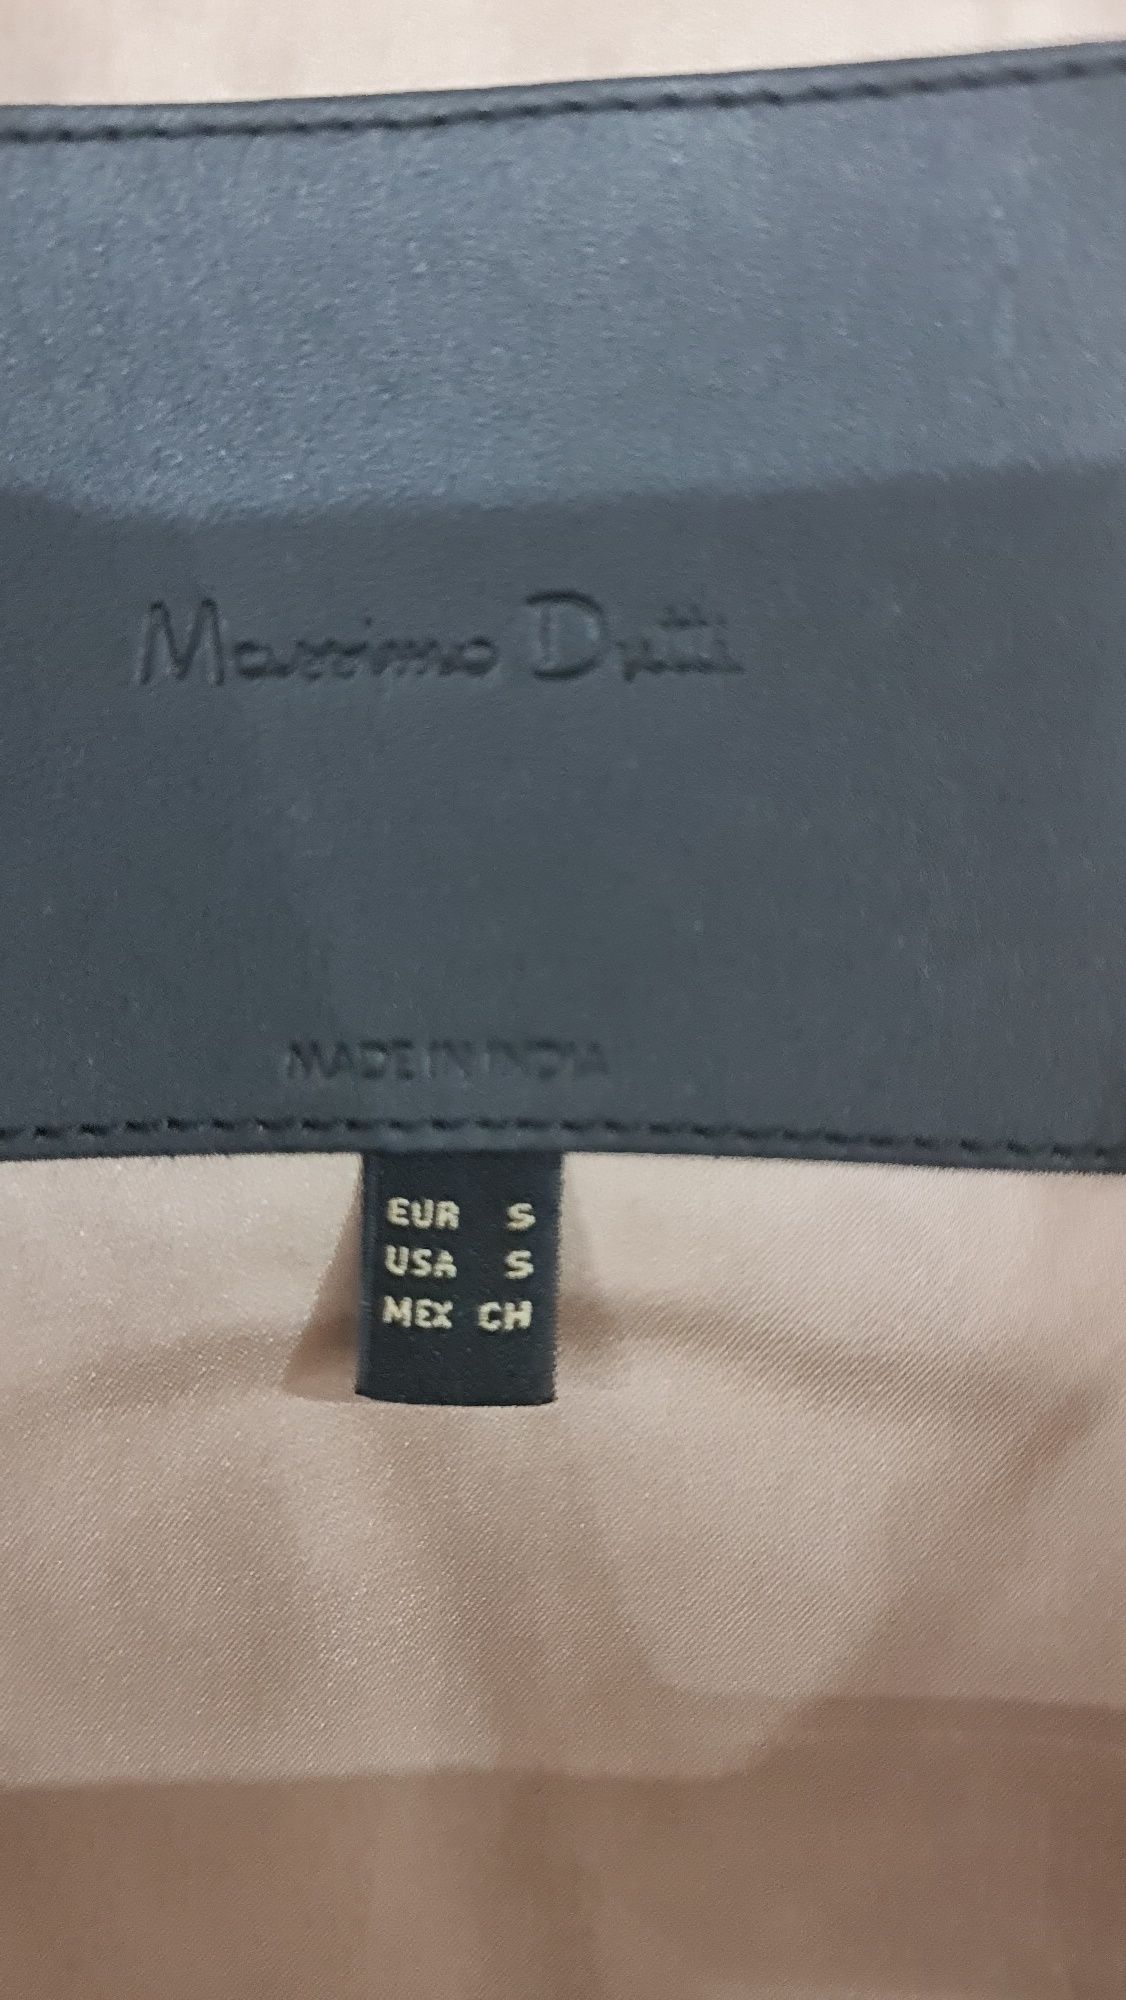 Massimo Dutti
MADE IN INDIA
EUR S
USA S
MEX CH